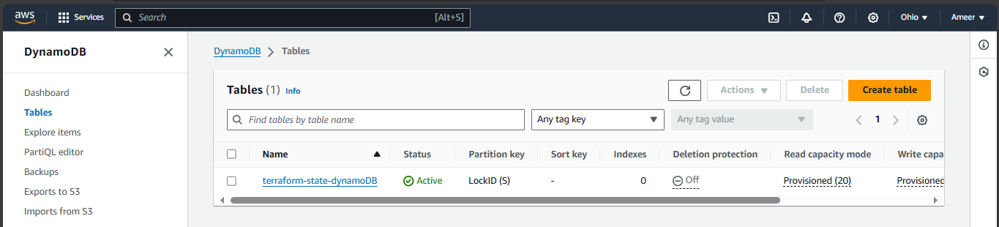 aws Services Search [Alt+S] Ohio Ameer
DynamoDB
Dashboard
Tables
Explore items
PartiQL editor
Backups
Exports to S3
Imports from S3
DynamoDB Tables
Tables (1) Info Actions Delete Create table
Find tables by table name Any tag key Any tag value 1
Name Status Partition key Sort key Indexes Deletion protection Read capacity mode Write capa
terraform-state-dynamoDB Active LockID (S) - 0 Off Provisioned (20) Provisioned